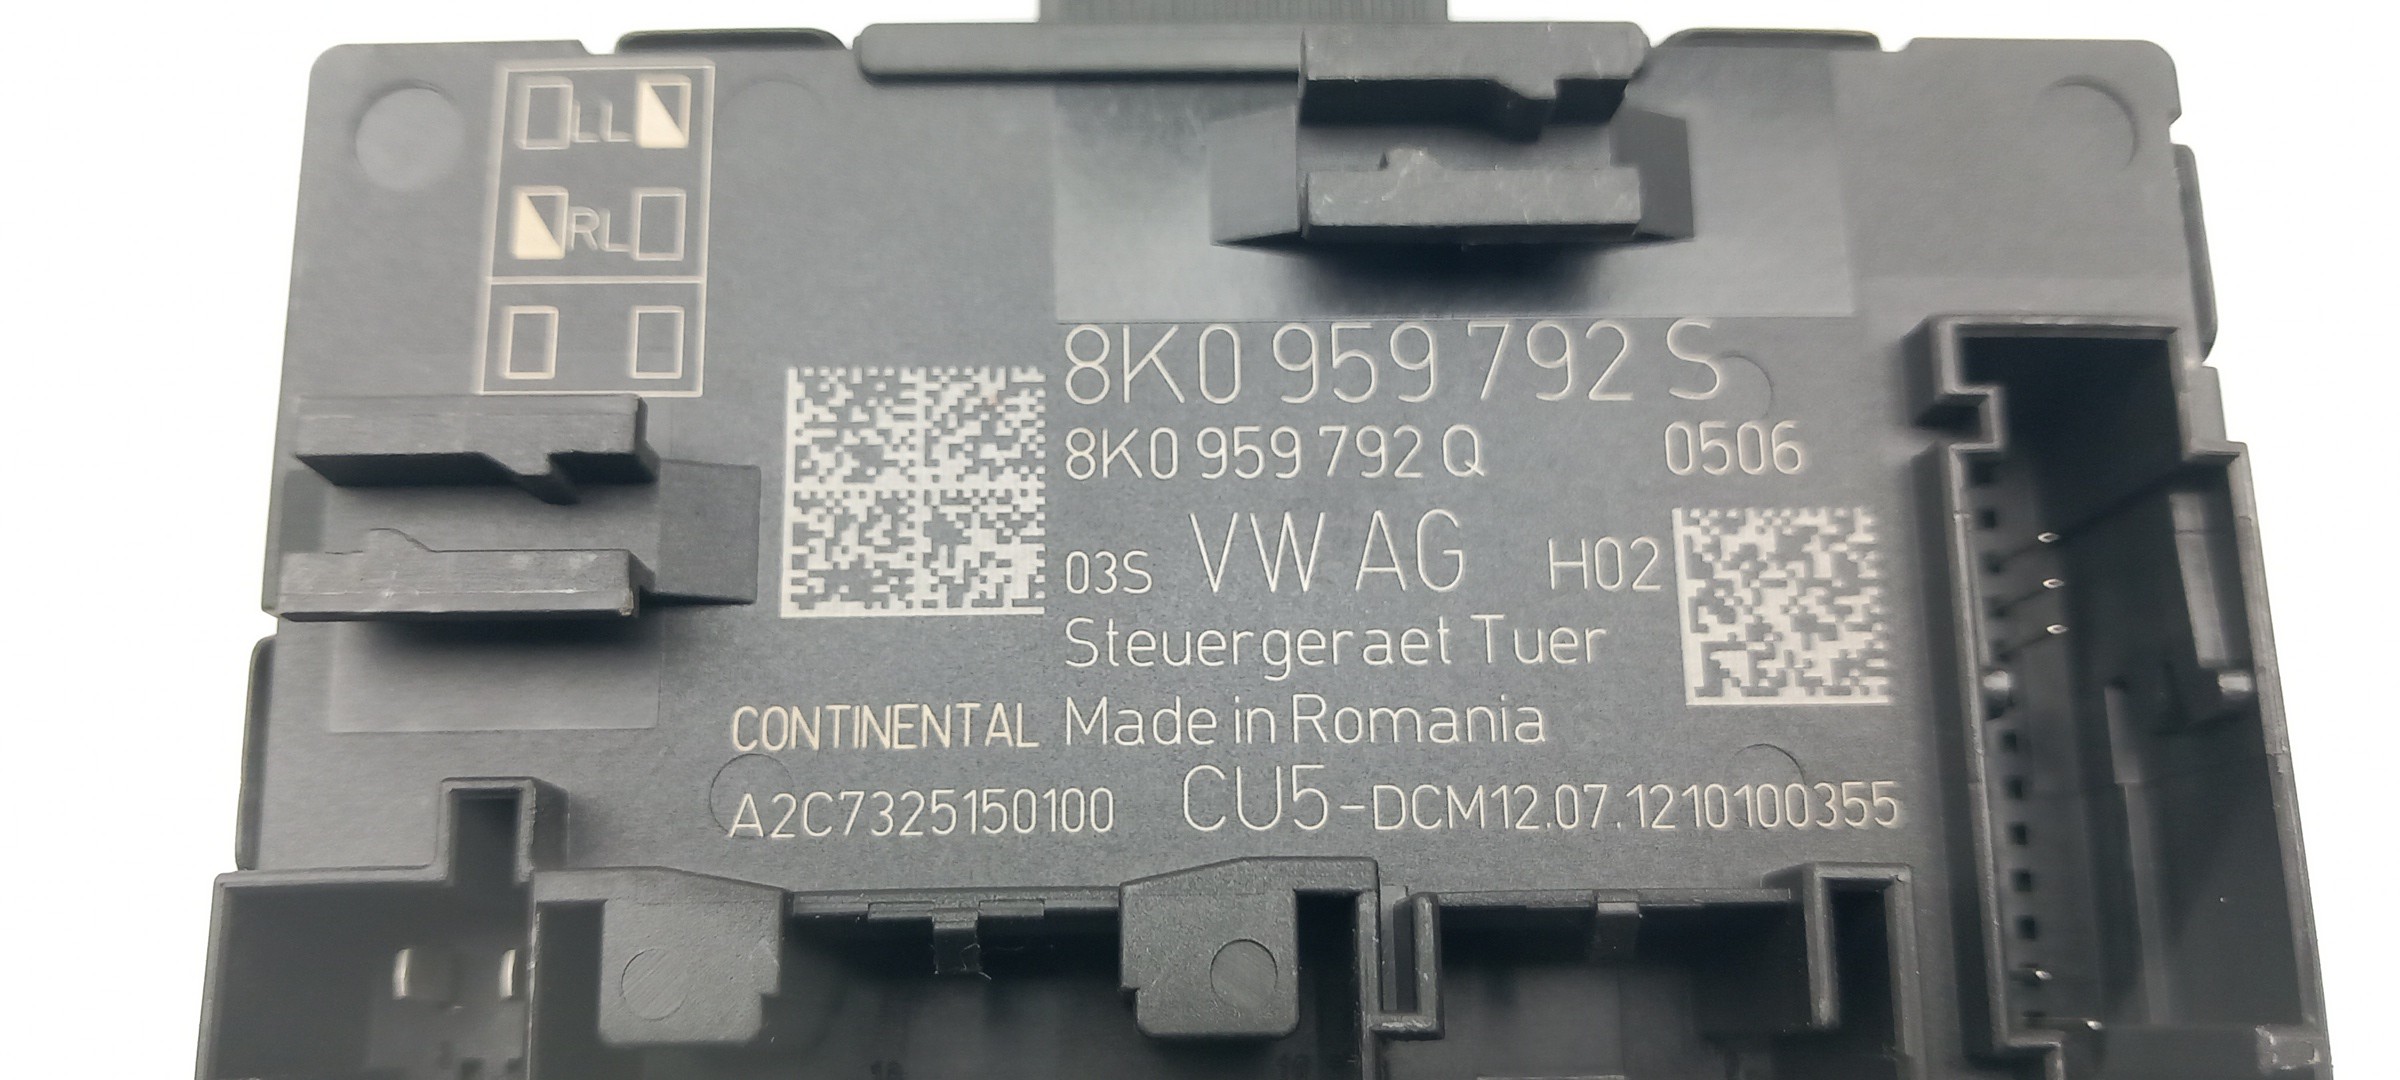 LL
RL
8K0 959 792 S
8K0 959 792 Q 0506
03S VW AG H02
Steuergeraet Tuer
CONTINENTAL Made in Romania
A2C7325150100 CU5-DCM12.07.1210100355